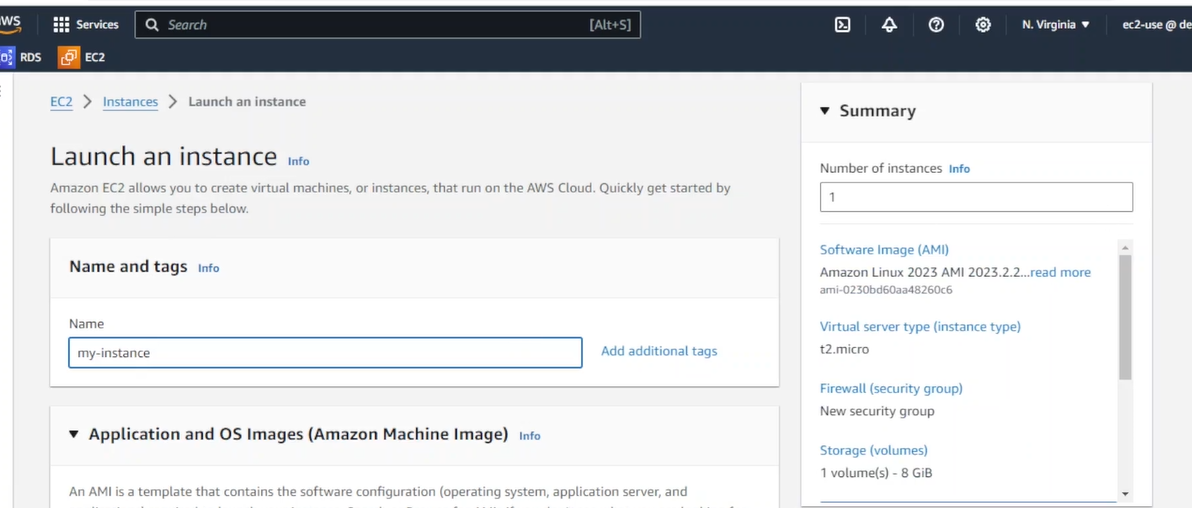 aws
Services
Search
[Alt+S]
N. Virginia
ec2-use @ de
RDS
EC2
EC2
Instances
Launch an instance
Launch an instance Info
Amazon EC2 allows you to create virtual machines, or instances, that run on the AWS Cloud. Quickly get started by
following the simple steps below.
Name and tags Info
Name
my-instance
Add additional tags
Application and OS Images (Amazon Machine Image) Info
An AMI is a template that contains the software configuration (operating system, application server, and
Summary
Number of instances Info
1
Software Image (AMI)
Amazon Linux 2023 AMI 2023.2.2...read more
ami-0230bd60aa48260c6
Virtual server type (instance type)
t2.micro
Firewall (security group)
New security group
Storage (volumes)
1 volume(s) - 8 GiB